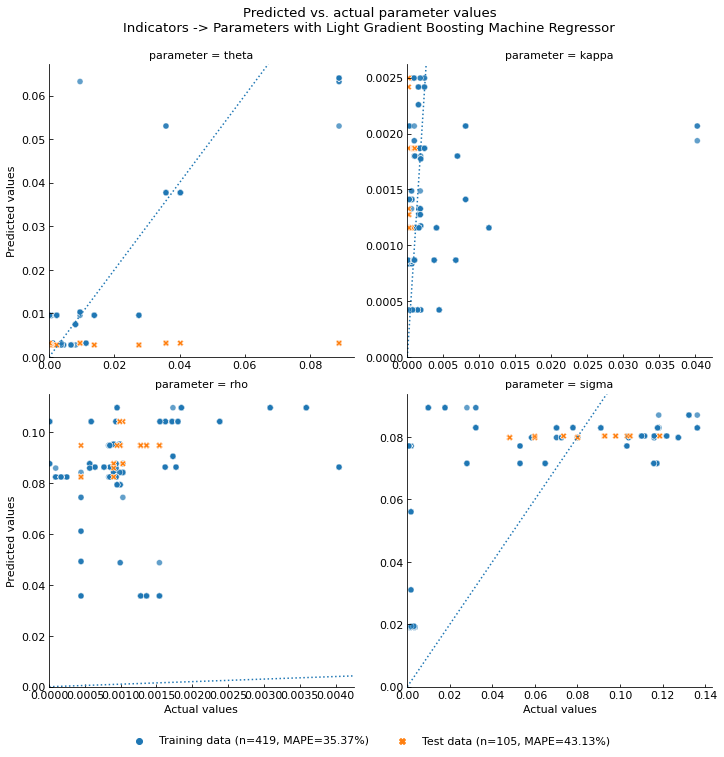 Predicted vs. actual parameter values
Indicators -> Parameters with Light Gradient Boosting Machine Regressor
parameter = theta
parameter = kappa
Predicted values
0.06
0.05
0.04
0.03
0.02
0.01
0.00
0.00 0.02 0.04 0.06 0.08
0.0025
0.0020
0.0015
0.0010
0.0005
0.0000
0.000 0.005 0.010 0.015 0.020 0.025 0.030 0.035 0.040
parameter = rho
parameter = sigma
Predicted values
0.10
0.08
0.06
0.04
0.02
0.00
0.0000 0.0005 0.0010 0.0015 0.0020 0.0025 0.0030 0.0035 0.0040
Actual values
0.08
0.06
0.04
0.02
0.00
0.00 0.02 0.04 0.06 0.08 0.10 0.12 0.14
Actual values
Training data (n=419, MAPE=35.37%)
Test data (n=105, MAPE=43.13%)